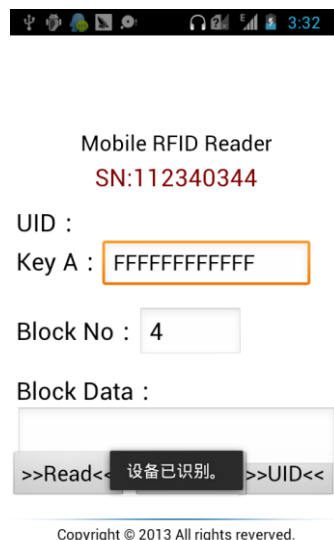 3:32
Mobile RFID Reader
SN:112340344
UID :
Key A : FFFFFFFFFFFF
Block No : 4
Block Data :
>>Read<<
设备已识别。
>>UID<<
Copyright © 2013 All rights reverved.